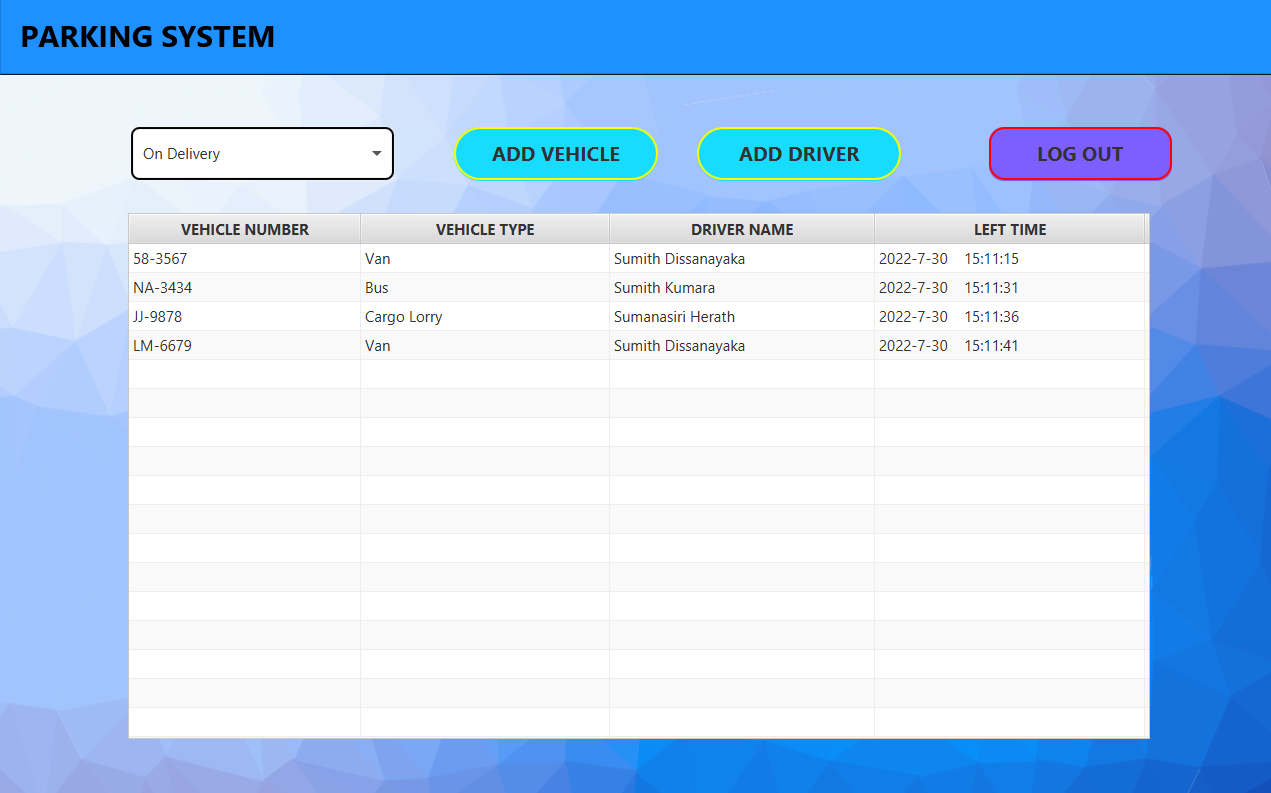 PARKING SYSTEM
On Delivery ADD VEHICLE ADD DRIVER LOG OUT
VEHICLE NUMBER VEHICLE TYPE DRIVER NAME LEFT TIME
58-3567 Van Sumith Dissanayaka 2022-7-30 15:11:15
NA-3434 Bus Sumith Kumara 2022-7-30 15:11:31
JJ-9878 Cargo Lorry Sumanasiri Herath 2022-7-30 15:11:36
LM-6679 Van Sumith Dissanayaka 2022-7-30 15:11:41